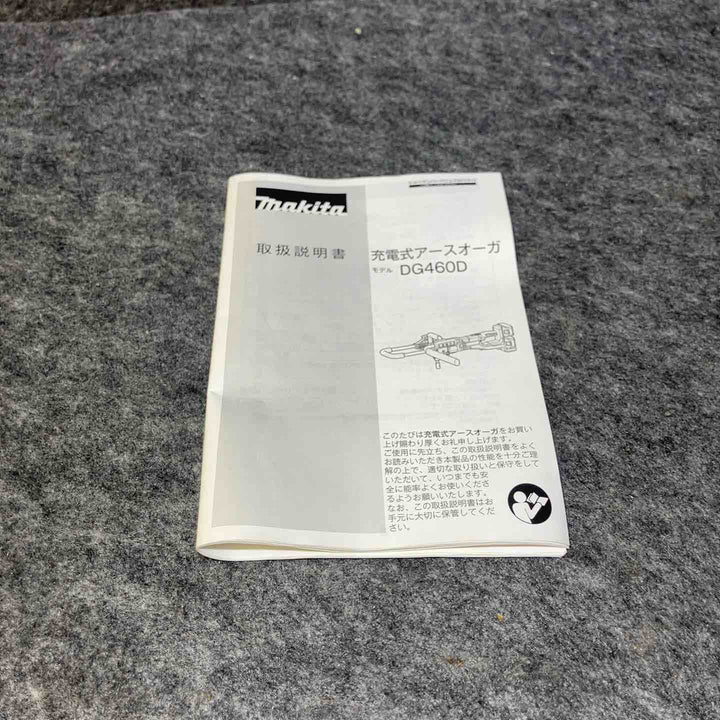 makita
取扱説明書
充電式アースオーガ
モデル DG460D
このたびは充電式アースオーガをお買い
上げ賜わり厚くお礼申し上げます。
ご使用に先立ち、この取扱説明書をよく
お読みいただき本製品の性能を十分ご理
解の上で、適切な取り扱いと保守をして
いただいて、いつまでも安
全に能率よくお使いくださ
るようお願いいたします。
なお、この取扱説明書はお
手元に大切に保管してくだ
さい。